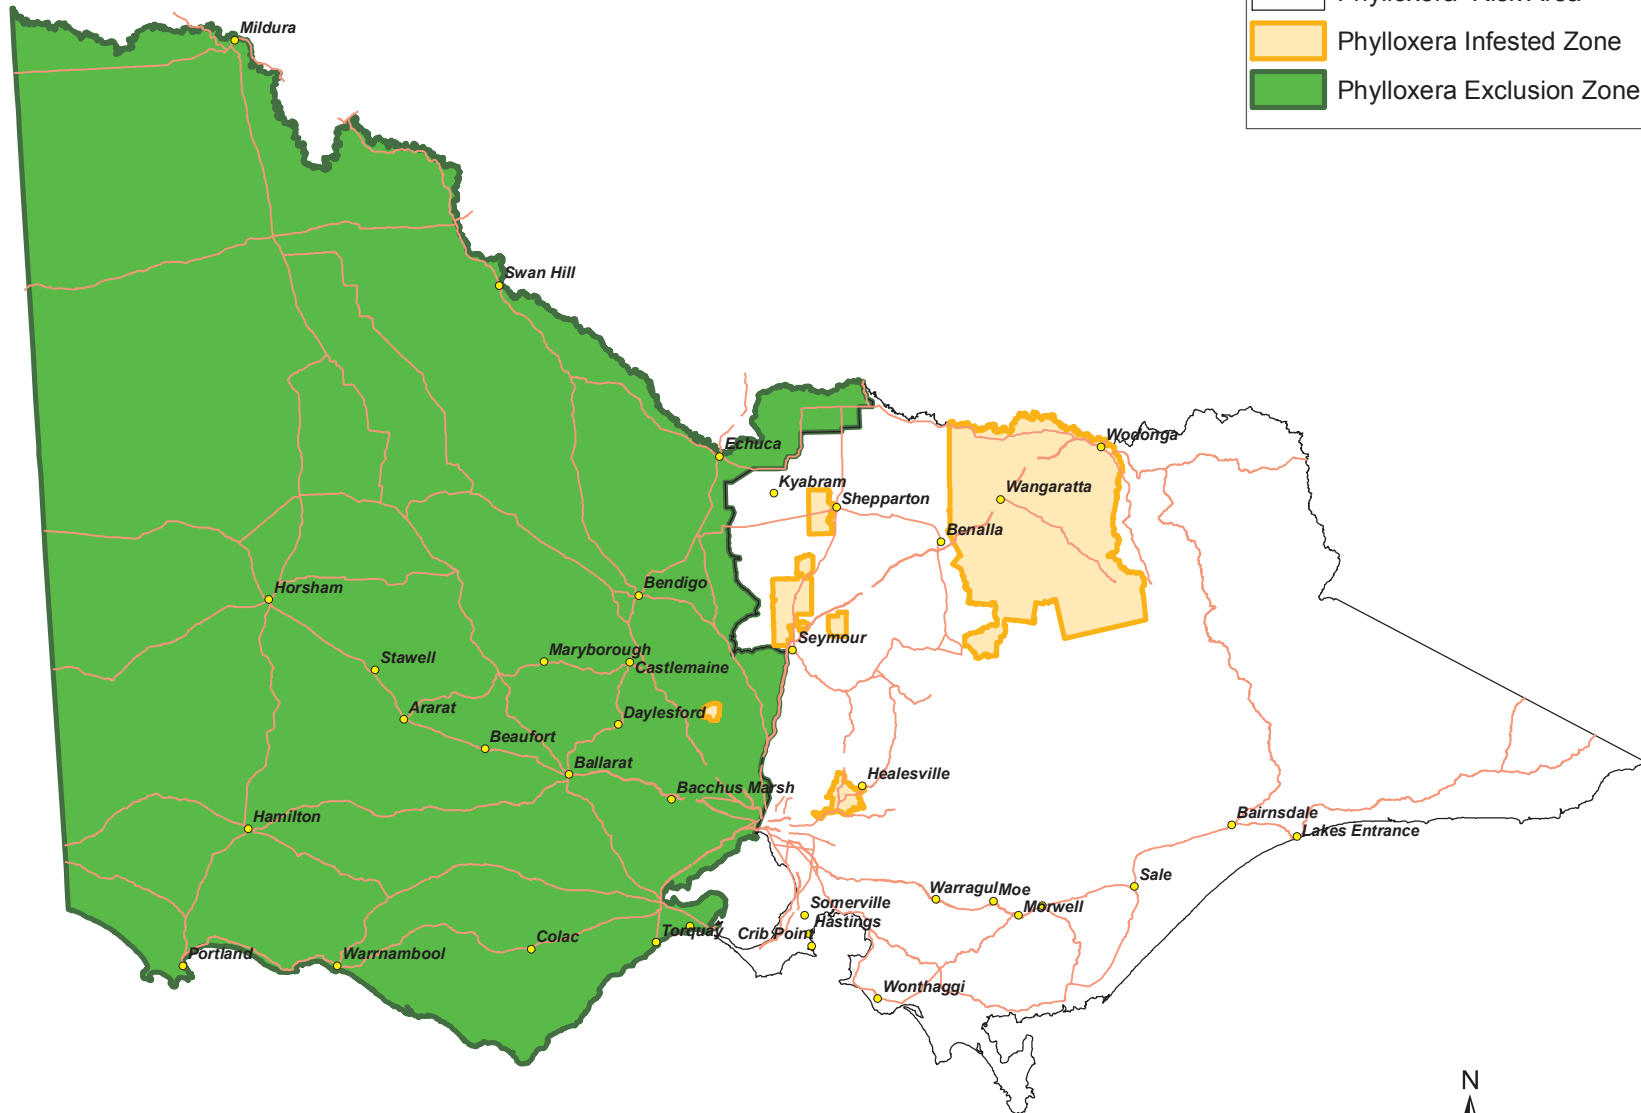 Phylloxera Infested Zone
Phylloxera Exclusion Zone
Mildura
Swan Hill
Echuca
Kyabram
Shepparton
Wodonga
Wangaratta
Benalla
Horsham
Bendigo
Seymour
Stawell
Maryborough
Castlemaine
Ararat
Daylesford
Beaufort
Ballarat
Bacchus Marsh
Healesville
Hamilton
Bairnsdale
Lakes Entrance
Sale
Warragul
Moe
Morwell
Somerville
Hastings
Crib Point
Torquay
Colac
Portland
Warrnambool
Wonthaggi
N